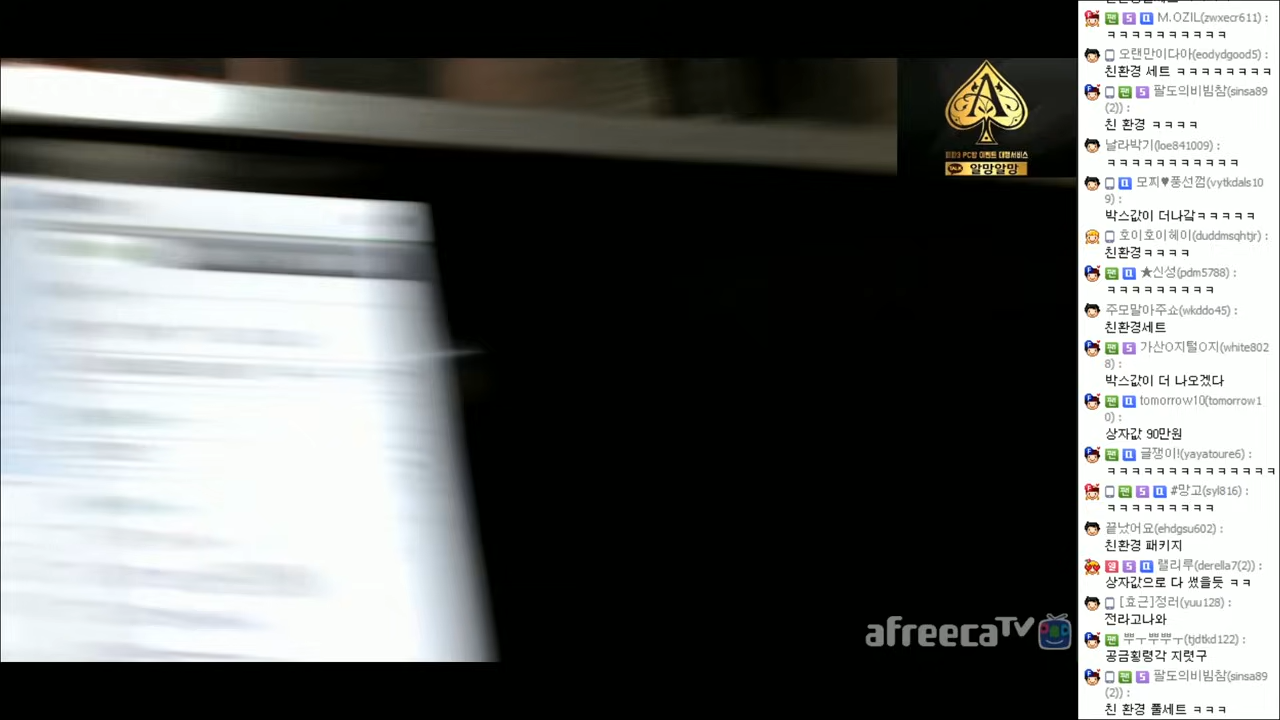 알망알망
afreecaTV
M.OZIL(zwxecr611) :
ㅋㅋㅋㅋㅋㅋㅋㅋㅋㅋ
오랜만이다아(eodydgood5) :
친환경 세트 ㅋㅋㅋㅋㅋㅋㅋㅋ
팔도의비빔참(sinsa89
(2)) :
친 환경 ㅋㅋㅋㅋ
날라박기(loe841009) :
ㅋㅋㅋㅋㅋㅋㅋㅋㅋㅋㅋ
모찌♥풍선껌(vytkdals10
9) :
박스값이 더나갘ㅋㅋㅋㅋㅋ
호이호이헤이(duddmsqhtjr) :
친환경ㅋㅋㅋㅋ
★신성(pdm5788) :
ㅋㅋㅋㅋㅋㅋㅋㅋㅋ
주모말아주쇼(wkddo45) :
친환경세트
가산O지털O지(white802
8) :
박스값이 더 나오겠다
tomorrow10(tomorrow1
0) :
상자값 90만원
글쟁이!(yayatoure6) :
ㅋㅋㅋㅋㅋㅋㅋㅋㅋㅋㅋㅋㅋ
#망고(syl816) :
ㅋㅋㅋㅋㅋㅋㅋㅋㅋ
끝났어요(ehdgsu602) :
친환경 패키지
랠리루(derella7(2)) :
상자값으로 다 썼을듯 ㅋㅋ
[효근]정러(yuu128) :
전라고나와
뿌ㅜ뿌뿌ㅜ(tjdtkd122) :
공금횡령각 지렷구
팔도의비빔참(sinsa89
(2)) :
친 환경 풀세트 ㅋㅋㅋ